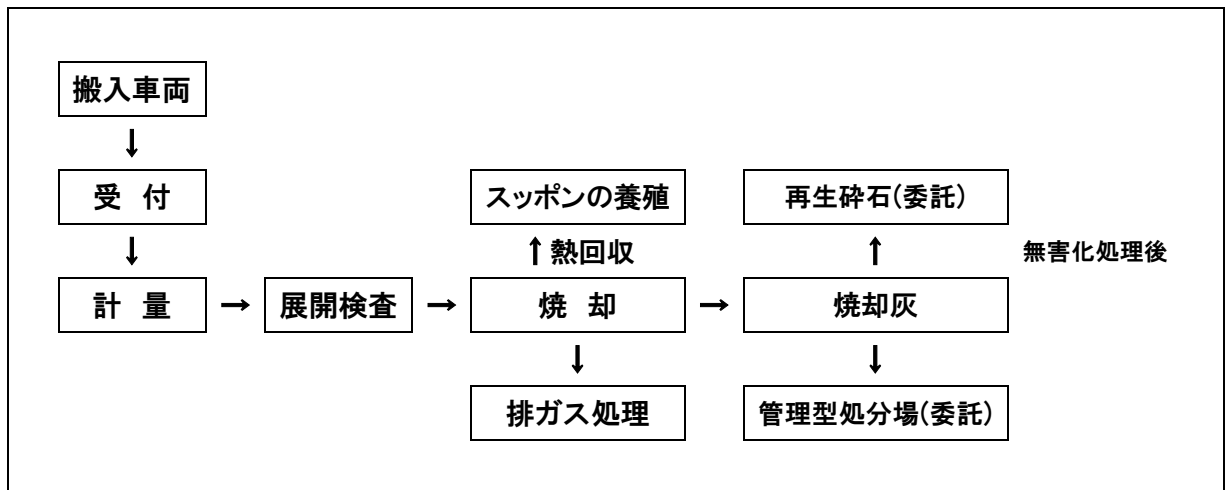 搬入車両
受 付
スッポンの養殖
再生砕石(委託)
熱回収
無害化処理後
計 量
展開検査
焼 却
焼却灰
排ガス処理
管理型処分場(委託)